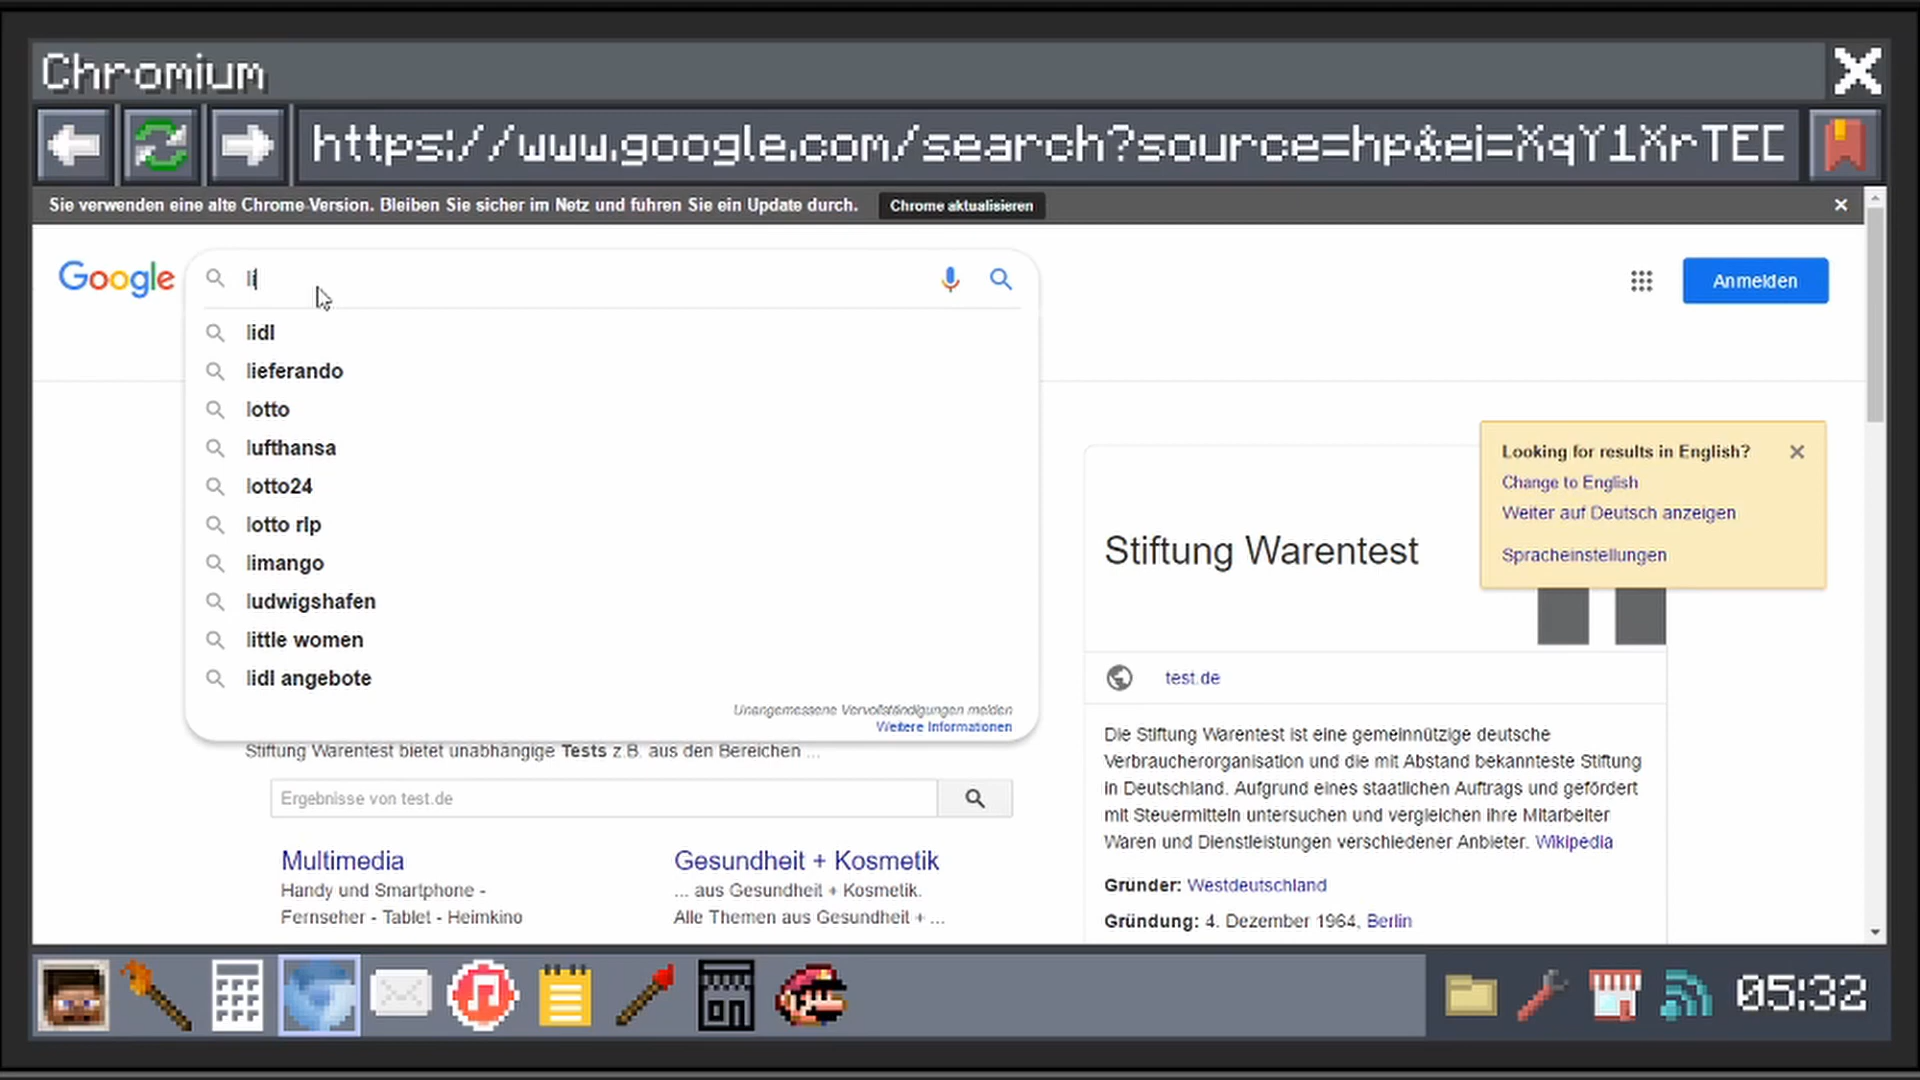 Chromium
https://www.google.com/search?source=hp&ei=XqY1XrTEC
Sie verwenden eine alte Chrome-Version. Bleiben Sie sicher im Netz und führen Sie ein Update durch.
Chrome aktualisieren
Google
li
Anmelden
lidl
lieferando
lotto
lufthansa
lotto24
lotto rlp
limango
ludwigshafen
little women
lidl angebote
Unangemessene Vervollständigungen melden
Weitere Informationen
Looking for results in English?
Change to English
Weiter auf Deutsch anzeigen
Spracheinstellungen
Stiftung Warentest bietet unabhängige Tests z.B. aus den Bereichen ...
Ergebnisse von test.de
Multimedia
Handy und Smartphone -
Fernseher - Tablet - Heimkino
Gesundheit + Kosmetik
... aus Gesundheit + Kosmetik.
Alle Themen aus Gesundheit + ...
Stiftung Warentest
test.de
Die Stiftung Warentest ist eine gemeinnützige deutsche
Verbraucherorganisation und die mit Abstand bekannteste Stiftung
in Deutschland. Aufgrund eines staatlichen Auftrags und gefördert
mit Steuermitteln untersuchen und vergleichen ihre Mitarbeiter
Waren und Dienstleistungen verschiedener Anbieter. Wikipedia
Gründer: Westdeutschland
Gründung: 4. Dezember 1964, Berlin
05:32